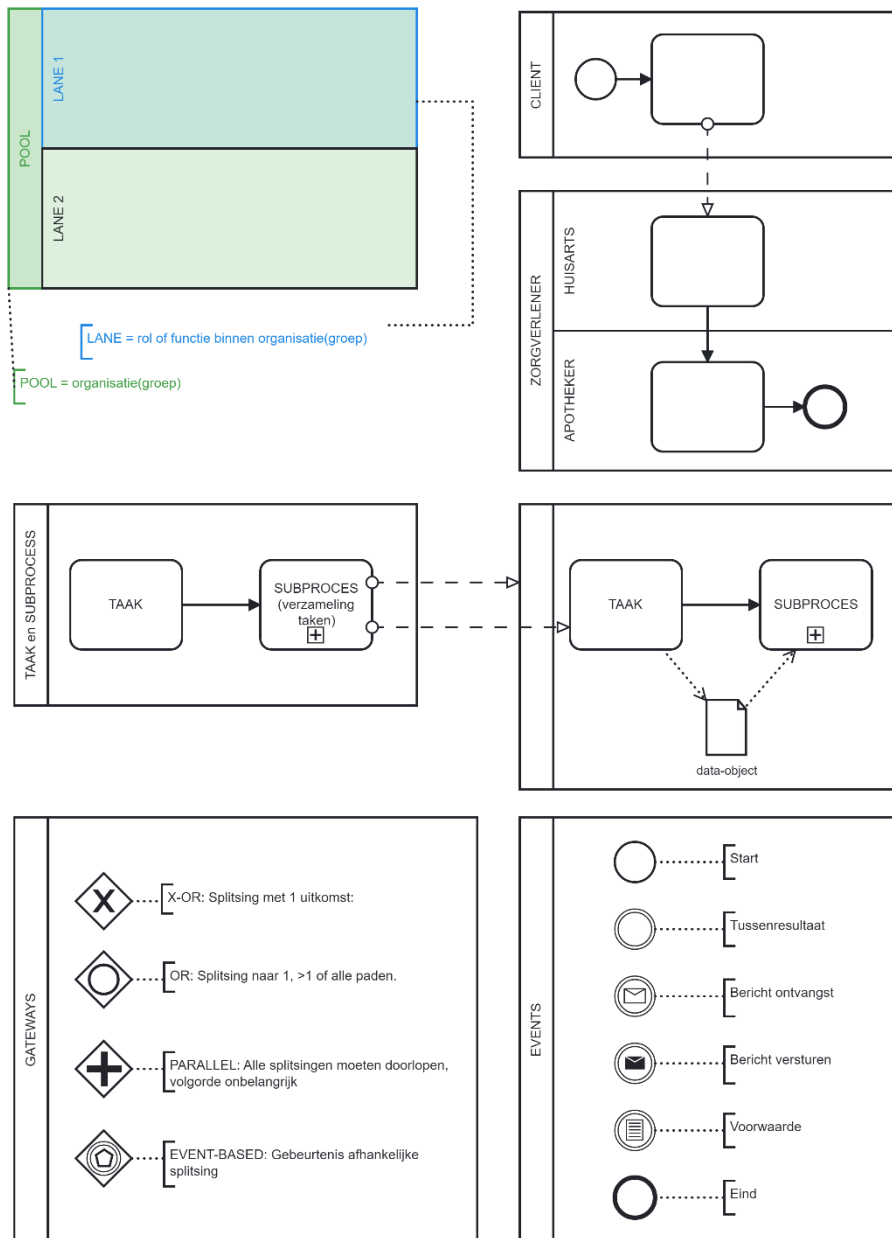 POOL
LANE 1
LANE 2
LANE = rol of functie binnen organisatie(groep)
POOL = organisatie(groep)
CLIENT
ZORGVERLENER
HUISARTS
APOTHEKER
TAAK en SUBPROCESS
TAAK
SUBPROCES
(verzameling
taken)
TAAK
SUBPROCES
data-object
GATEWAYS
X
X-OR: Splitsing met 1 uitkomst:
OR: Splitsing naar 1, >1 of alle paden.
PARALLEL: Alle splitsingen moeten doorlopen,
volgorde onbelangrijk
EVENT-BASED: Gebeurtenis afhankelijke
splitsing
EVENTS
Start
Tussenresultaat
Bericht ontvangst
Bericht versturen
Voorwaarde
Eind